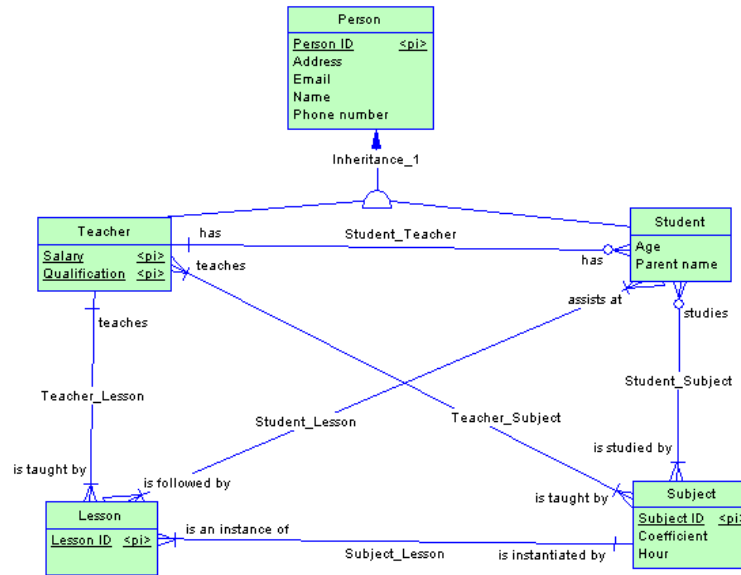 Person
Person ID <pi>
Address
Email
Name
Phone number
Inheritance_1
Teacher
Salary <pi>
Qualification <pi>
has
Student_Teacher
has
Student
Age
Parent name
teaches
assists at
studies
teaches
Teacher_Lesson
Student_Lesson
Teacher_Subject
Student_Subject
is studied by
is taught by
is followed by
is taught by
Lesson
Lesson ID <pi>
is an instance of
Subject_Lesson
is instantiated by
Subject
Subject ID <pi>
Coefficient
Hour